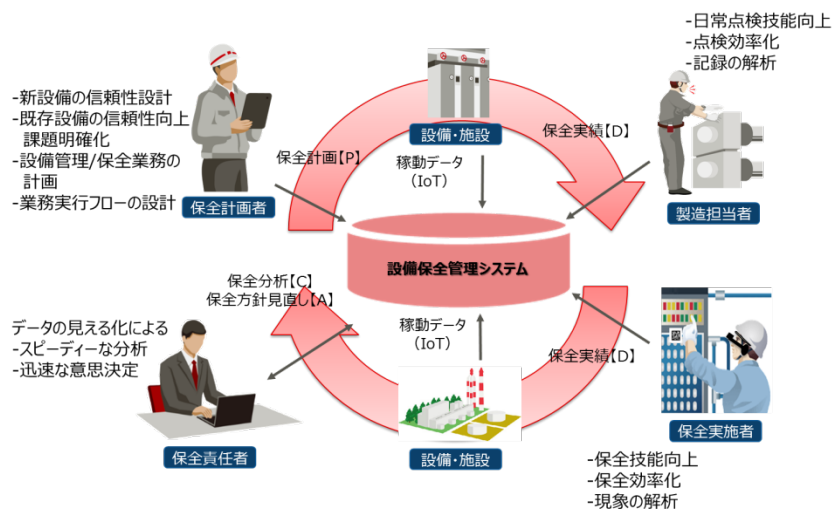 -新設備の信頼性設計
-既存設備の信頼性向上
課題明確化
-設備管理/保全業務の
計画
-業務実行フローの設計
保全計画者
保全計画【P】
設備・施設
稼動データ
（IoT）
保全実績【D】
-日常点検技能向上
-点検効率化
-記録の解析
製造担当者
設備保全管理システム
保全分析【C】
保全方針見直し【A】
データの見える化による
-スピーディーな分析
-迅速な意思決定
保全責任者
稼動データ
（IoT）
設備・施設
保全実績【D】
保全実施者
-保全技能向上
-保全効率化
-現象の解析